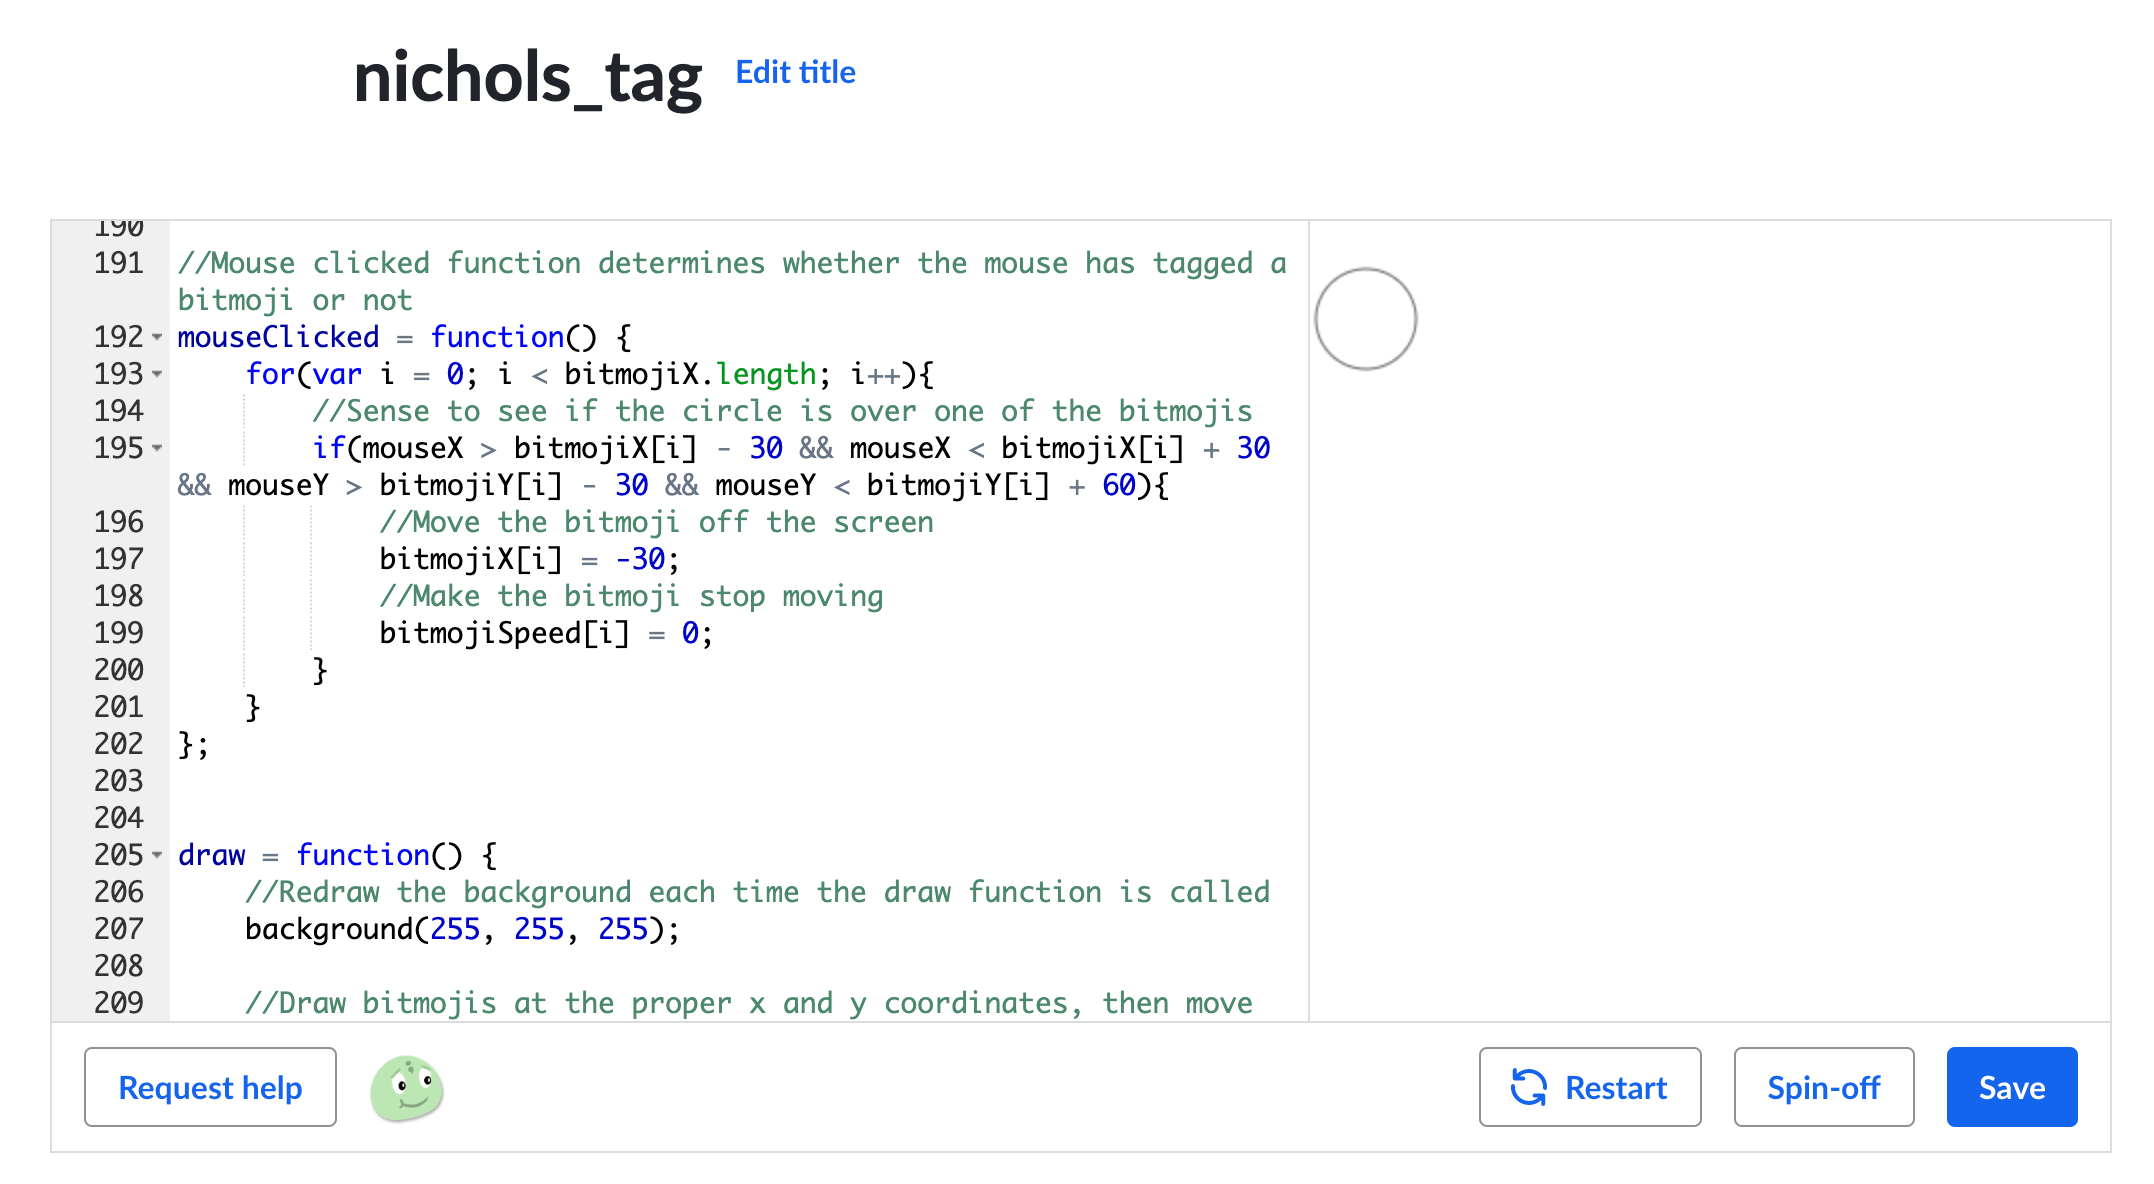 nichols_tag Edit title
190
191 //Mouse clicked function determines whether the mouse has tagged a
bitmoji or not
192 mouseClicked = function() {
193     for(var i = 0; i < bitmojiX.length; i++){
194         //Sense to see if the circle is over one of the bitmojis
195         if(mouseX > bitmojiX[i] - 30 && mouseX < bitmojiX[i] + 30
&& mouseY > bitmojiY[i] - 30 && mouseY < bitmojiY[i] + 60){
196             //Move the bitmoji off the screen
197             bitmojiX[i] = -30;
198             //Make the bitmoji stop moving
199             bitmojiSpeed[i] = 0;
200         }
201     }
202 };
203
204
205 draw = function() {
206     //Redraw the background each time the draw function is called
207     background(255, 255, 255);
208
209     //Draw bitmojis at the proper x and y coordinates, then move
Request help Restart Spin-off Save